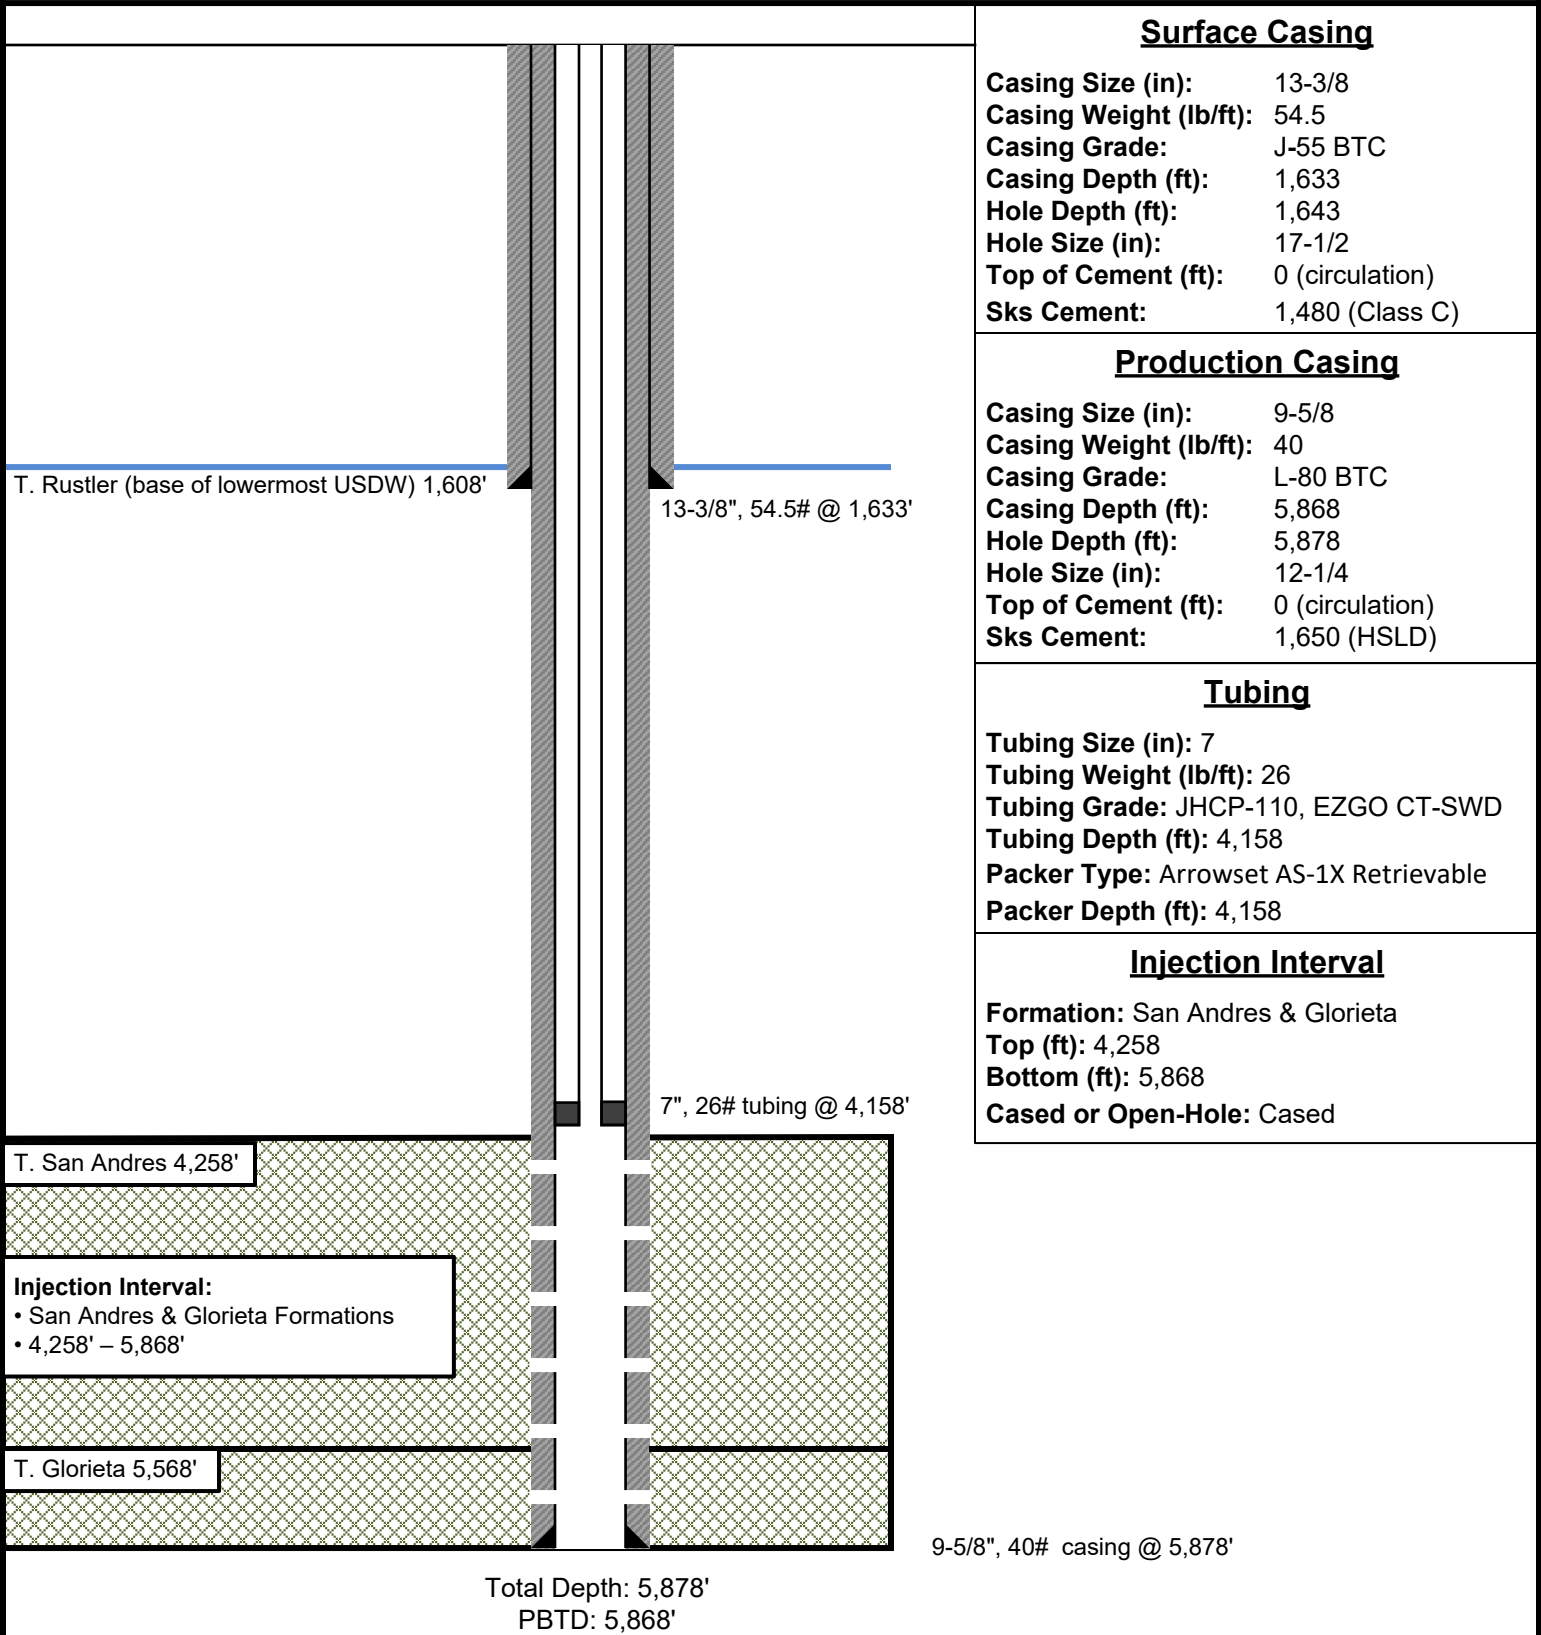 Surface Casing
Casing Size (in): 13-3/8
Casing Weight (lb/ft): 54.5
Casing Grade: J-55 BTC
Casing Depth (ft): 1,633
Hole Depth (ft): 1,643
Hole Size (in): 17-1/2
Top of Cement (ft): 0 (circulation)
Sks Cement: 1,480 (Class C)
Production Casing
Casing Size (in): 9-5/8
Casing Weight (lb/ft): 40
Casing Grade: L-80 BTC
Casing Depth (ft): 5,868
Hole Depth (ft): 5,878
Hole Size (in): 12-1/4
Top of Cement (ft): 0 (circulation)
Sks Cement: 1,650 (HSLD)
Tubing
Tubing Size (in): 7
Tubing Weight (lb/ft): 26
Tubing Grade: JHCP-110, EZGO CT-SWD
Tubing Depth (ft): 4,158
Packer Type: Arrowset AS-1X Retrievable
Packer Depth (ft): 4,158
Injection Interval
Formation: San Andres & Glorieta
Top (ft): 4,258
Bottom (ft): 5,868
Cased or Open-Hole: Cased
T. Rustler (base of lowermost USDW) 1,608'
13-3/8", 54.5# @ 1,633'
7", 26# tubing @ 4,158'
T. San Andres 4,258'
Injection Interval:
• San Andres & Glorieta Formations
• 4,258' – 5,868'
T. Glorieta 5,568'
9-5/8", 40# casing @ 5,878'
Total Depth: 5,878'
PBTD: 5,868'